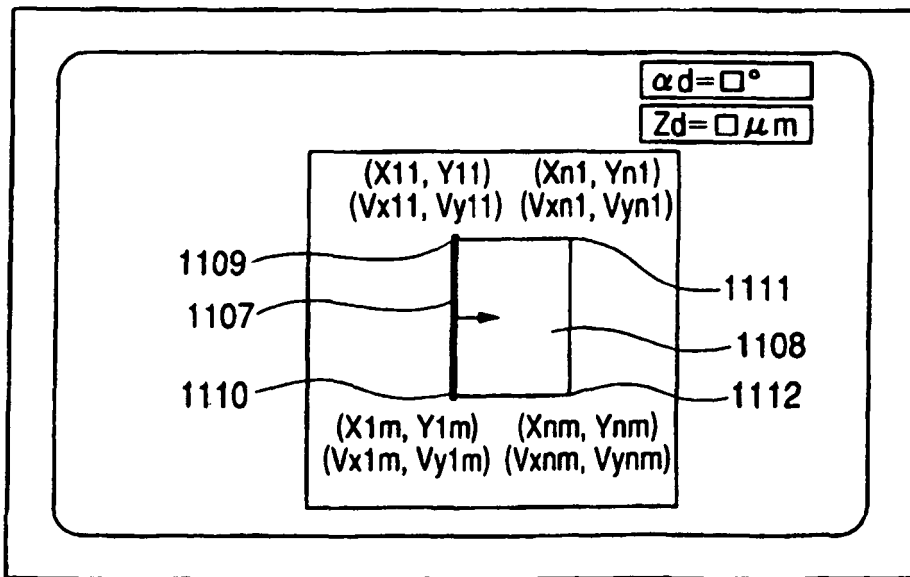 αd=□°
Zd=□μm
(X11, Y11) (Xn1, Yn1)
(Vx11, Vy11) (Vxn1, Vyn1)
1109
1111
1107
1108
1110
1112
(X1m, Y1m) (Xnm, Ynm)
(Vx1m, Vy1m) (Vxnm, Vynm)